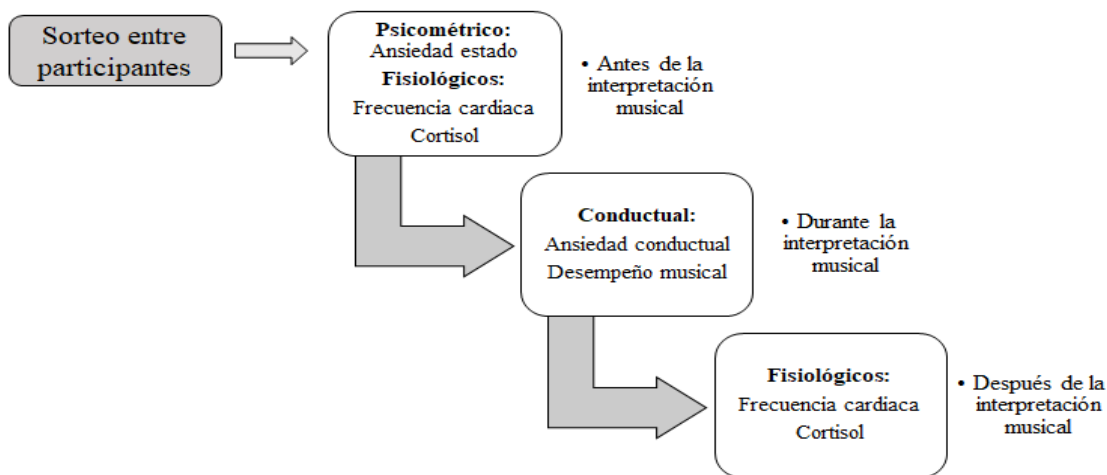 Sorteo entre
participantes
Psicométrico:
Ansiedad estado
Fisiológicos:
Frecuencia cardiaca
Cortisol
• Antes de la
interpretación
musical
Conductual:
Ansiedad conductual
Desempeño musical
• Durante la
interpretación
musical
Fisiológicos:
Frecuencia cardiaca
Cortisol
• Después de la
interpretación
musical